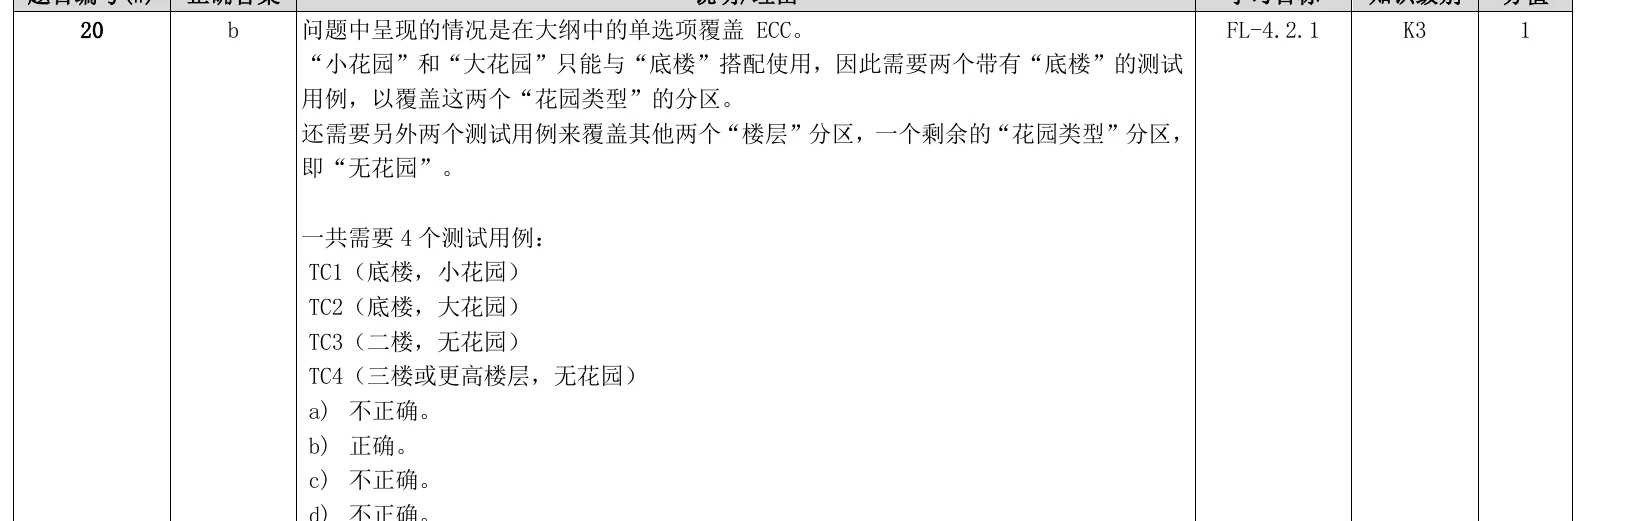 20 b 问题中呈现的情况是在大纲中的单选项覆盖 ECC。 FL-4.2.1 K3 1
“小花园”和“大花园”只能与“底楼”搭配使用，因此需要两个带有“底楼”的测试
用例，以覆盖这两个“花园类型”的分区。
还需要另外两个测试用例来覆盖其他两个“楼层”分区，一个剩余的“花园类型”分区，
即“无花园”。
一共需要 4 个测试用例：
TC1（底楼，小花园）
TC2（底楼，大花园）
TC3（二楼，无花园）
TC4（三楼或更高楼层，无花园）
a) 不正确。
b) 正确。
c) 不正确。
d) 不正确。